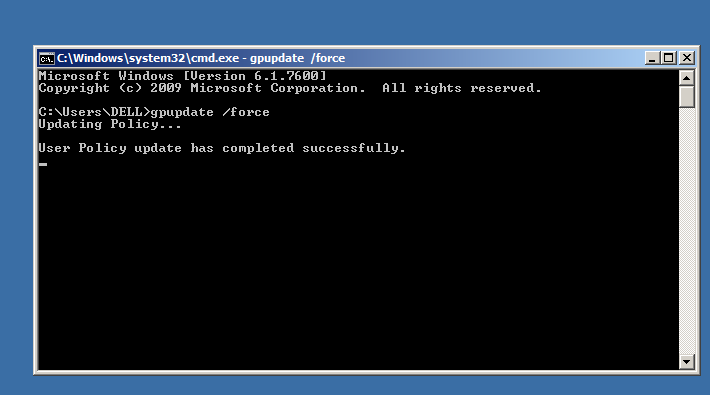 C:\Windows\system32\cmd.exe - gpupdate /force
Microsoft Windows [Version 6.1.7600]
Copyright (c) 2009 Microsoft Corporation.  All rights reserved.
C:\Users\DELL>gpupdate /force
Updating Policy...
User Policy update has completed successfully.